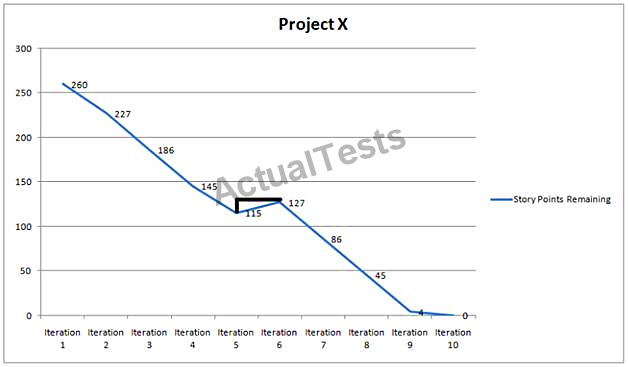 Project X
300
250
200
150
100
50
0
260
227
186
145
115
127
86
45
4
0
ActualTests
Story Points Remaining
Iteration 1
Iteration 2
Iteration 3
Iteration 4
Iteration 5
Iteration 6
Iteration 7
Iteration 8
Iteration 9
Iteration 10